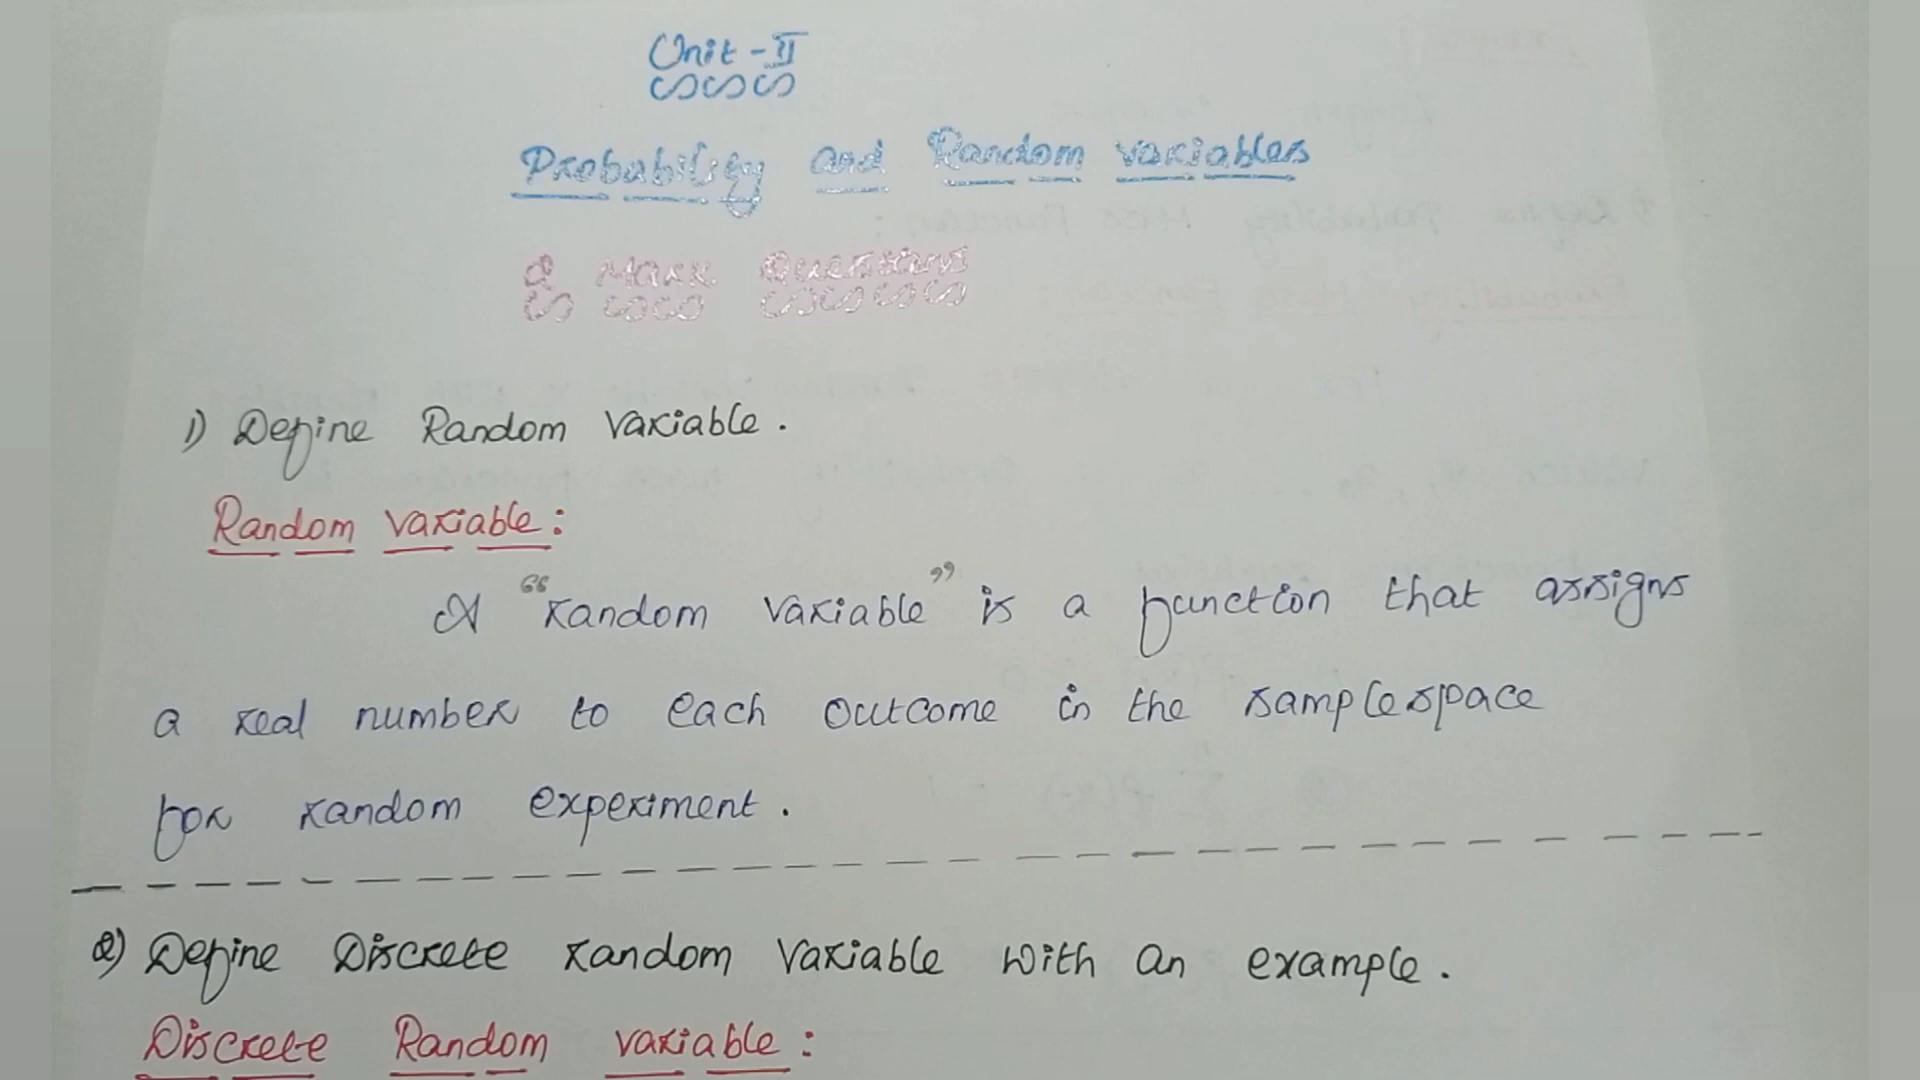 Unit - II
Probability and Random variables
2 Mark Questions
1) Define Random Variable.
Random variable:
A "random variable" is a function that assigns
a real number to each outcome in the samplespace
for random experiment.
2) Define Discrete random variable with an example.
Discrete Random variable: